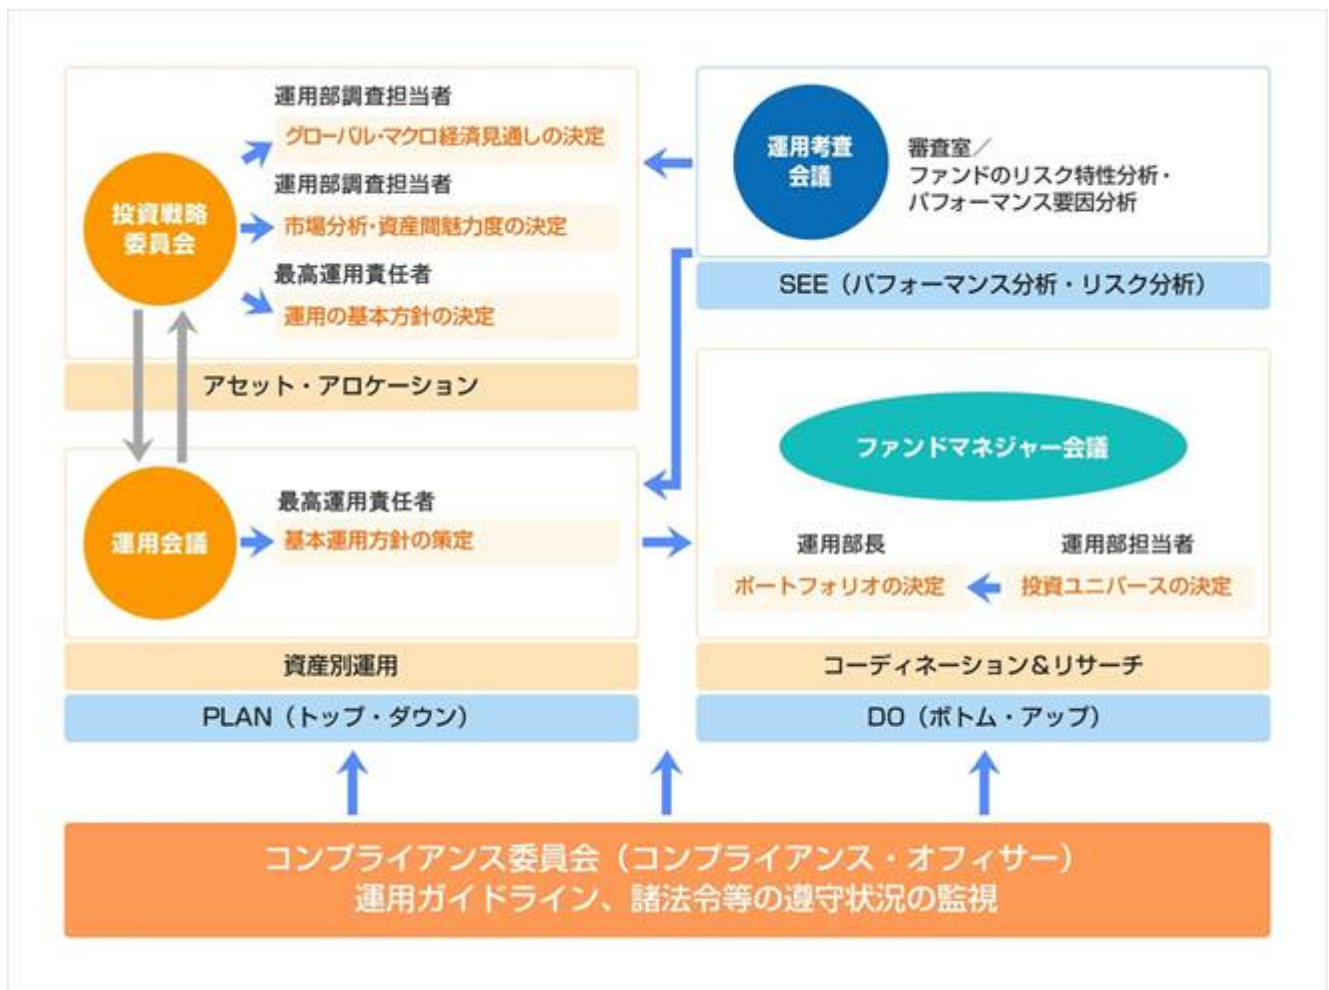 運用部調査担当者
グローバル・マクロ経済見通しの決定
投資戦略
委員会
運用部調査担当者
市場分析・資産間魅力度の決定
最高運用責任者
運用の基本方針の決定
アセット・アロケーション
運用考査
会議
審査室／
ファンドのリスク特性分析・
パフォーマンス要因分析
SEE（パフォーマンス分析・リスク分析）
運用会議
最高運用責任者
基本運用方針の策定
資産別運用
PLAN（トップ・ダウン）
ファンドマネジャー会議
運用部長
ポートフォリオの決定
運用部担当者
投資ユニバースの決定
コーディネーション＆リサーチ
DO（ボトム・アップ）
コンプライアンス委員会（コンプライアンス・オフィサー）
運用ガイドライン、諸法令等の遵守状況の監視